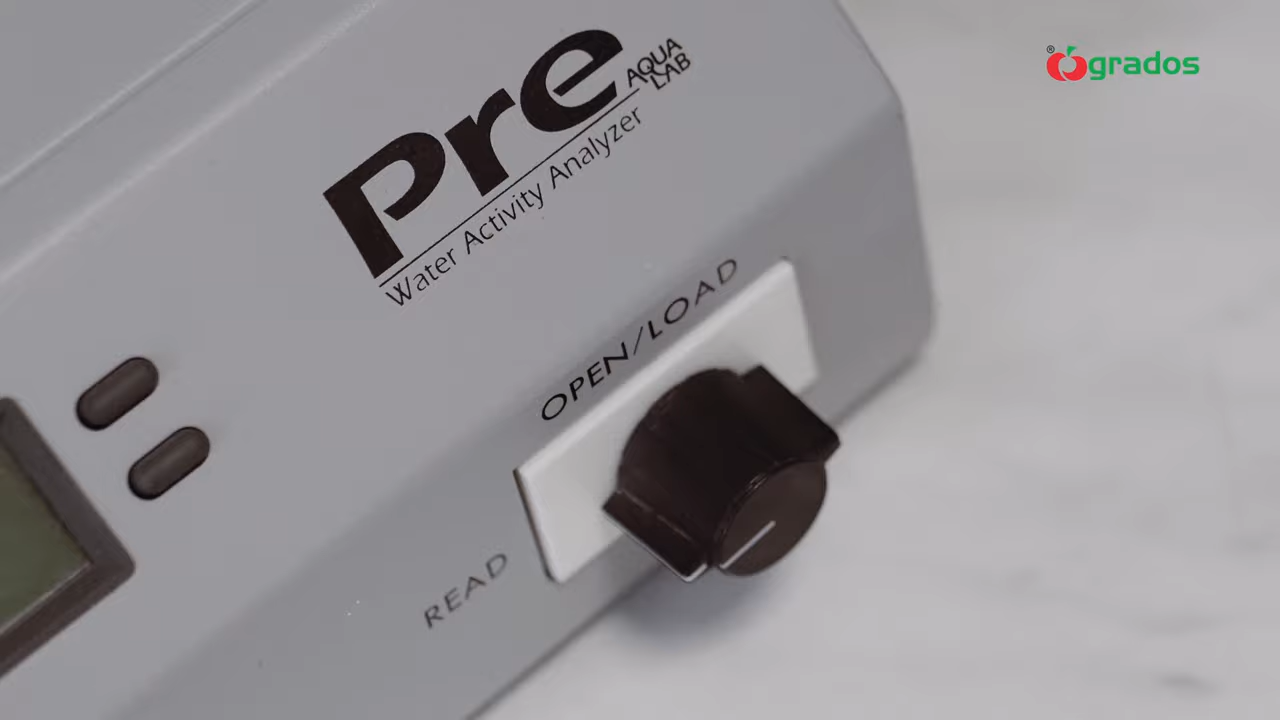 Pre AQUA LAB
Water Activity Analyzer
OPEN/LOAD
READ
® grados